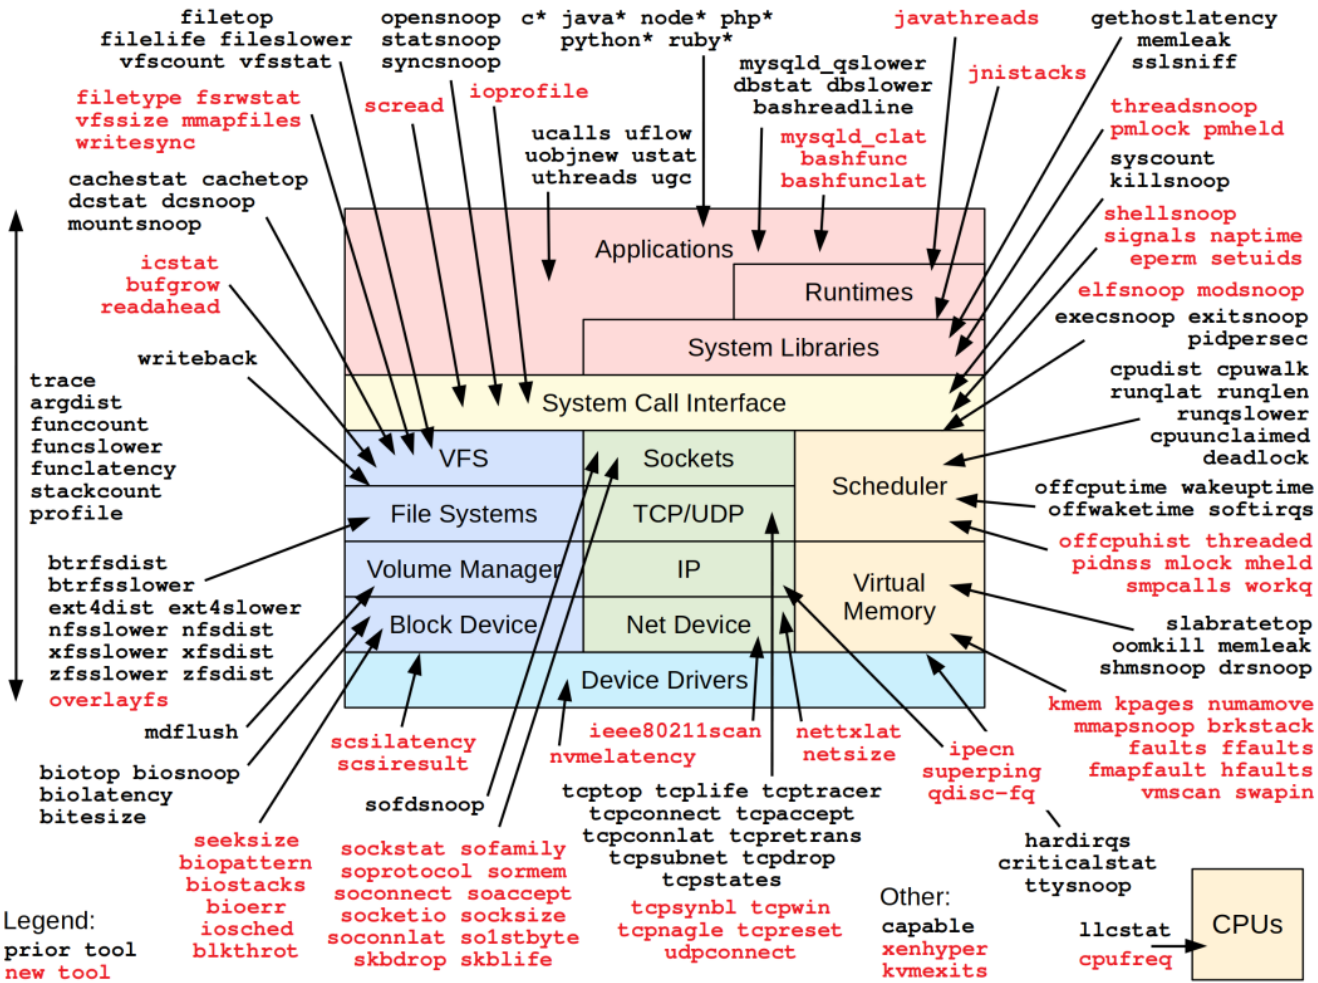 filetop
filelife fileslower
vfscount vfsstat
opensnoop
statsnoop
syncsnoop
c* java* node* php*
python* ruby*
javathreads
gethostlatency
memleak
sslsniff
filetype fsrwstat
vfssize mmapfiles
writesync
scread
ioprofile
mysqld_qslower
dbstat dbslower
bashreadline
jnistacks
threadsnoop
pmlock pmheld
ucalls uflow
uobjnew ustat
uthreads ugc
mysqld_clat
bashfunc
bashfunclat
syscount
killsnoop
cachestat cachetop
dcstat dcsnoop
mountsnoop
shellsnoop
signals naptime
eperm setuids
icstat
bufgrow
readahead
elfsnoop modsnoop
execsnoop exitsnoop
pidpersec
writeback
cpudist cpuwalk
runqlat runqlen
runqslower
cpuunclaimed
deadlock
trace
argdist
funccount
funcslower
funclatency
stackcount
profile
Applications
Runtimes
System Libraries
System Call Interface
VFS
Sockets
Scheduler
File Systems
TCP/UDP
Volume Manager
IP
Virtual
Memory
Block Device
Net Device
Device Drivers
offcputime wakeuptime
offwaketime softirqs
offcpuhist threaded
pidnss mlock mheld
smpcalls workq
btrfsdist
btrfsslower
ext4dist ext4slower
nfsslower nfsdist
xfsslower xfsdist
zfsslower zfsdist
overlayfs
slabratetop
oomkill memleak
shmsnoop drsnoop
kmem kpages numamove
mmapsnoop brkstack
faults ffaults
fmapfault hfaults
vmscan swapin
mdflush
scsilatency
scsiresult
ieee80211scan
nvmelatency
nettxlat
netsize
ipecn
superping
qdisc-fq
biotop biosnoop
biolatency
bitesize
sofdsnoop
tcptop tcplife tcptracer
tcpconnect tcpaccept
tcpconnlat tcpretrans
tcpsubnet tcpdrop
tcpstates
hardirqs
criticalstat
ttysnoop
seeksize
biopattern
biostacks
bioerr
iosched
blkthrot
sockstat sofamily
soprotocol sormem
soconnect soaccept
socketio socksize
soconnlat so1stbyte
skbdrop skblife
tcpsynbl tcpwin
tcpnagle tcpreset
udpconnect
Other:
capable
xenhyper
kvmexits
llcstat
cpufreq
CPUs
Legend:
prior tool
new tool